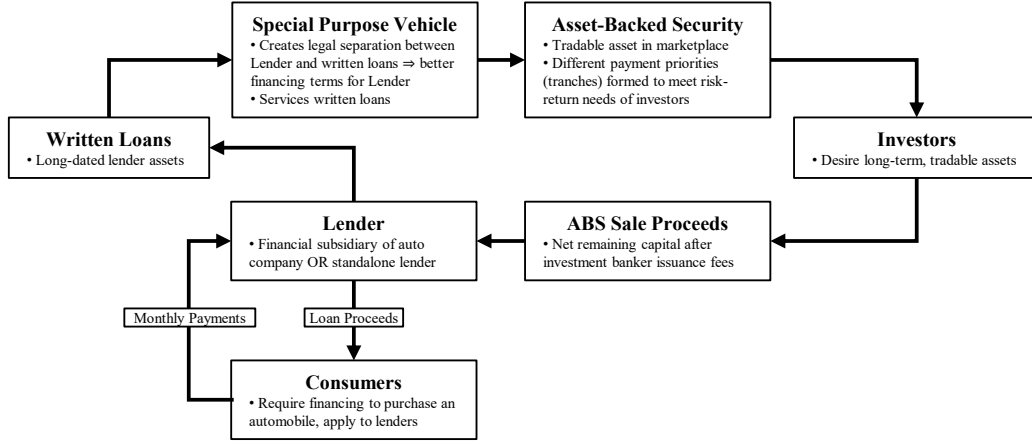 Special Purpose Vehicle
• Creates legal separation between
Lender and written loans ⇒ better
financing terms for Lender
• Services written loans
Asset-Backed Security
• Tradable asset in marketplace
• Different payment priorities
(tranches) formed to meet risk-
return needs of investors
Written Loans
• Long-dated lender assets
Investors
• Desire long-term, tradable assets
Lender
• Financial subsidiary of auto
company OR standalone lender
ABS Sale Proceeds
• Net remaining capital after
investment banker issuance fees
Monthly Payments
Loan Proceeds
Consumers
• Require financing to purchase an
automobile, apply to lenders